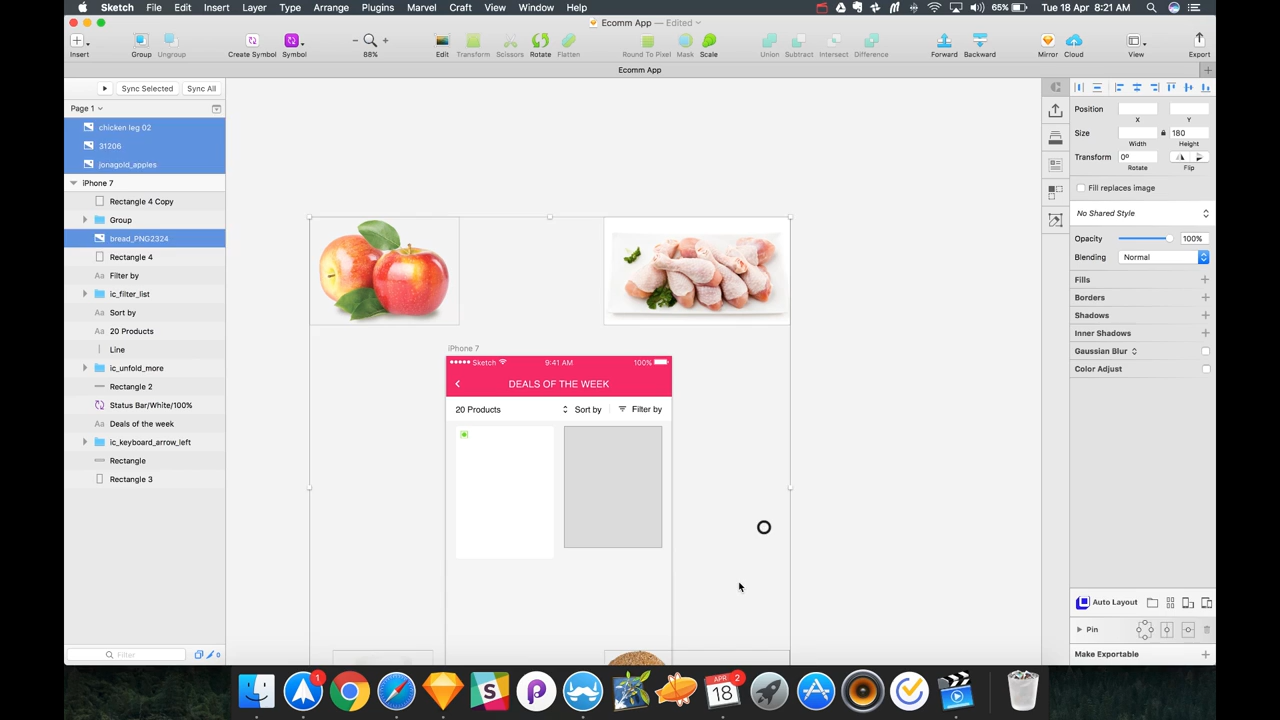 Sketch File Edit Insert Layer Type Arrange Plugins Marvel Craft View Window Help 65% Tue 18 Apr 8:21 AM
Ecomm App — Edited
Insert Group Ungroup Create Symbol Symbol 88% Edit Transform Scissors Rotate Flatten Round To Pixel Mask Scale Union Subtract Intersect Difference Forward Backward Mirror Cloud View Export
Ecomm App
Sync Selected Sync All
Page 1
chicken leg 02
31206
jonagold_apples
iPhone 7
Rectangle 4 Copy
Group
bread_PNG2324
Rectangle 4
Filter by
ic_filter_list
Sort by
20 Products
Line
ic_unfold_more
Rectangle 2
Status Bar/White/100%
Deals of the week
ic_keyboard_arrow_left
Rectangle
Rectangle 3
Filter
0
iPhone 7
Sketch 9:41 AM 100%
DEALS OF THE WEEK
20 Products Sort by Filter by
Position
X Y
Size 180
Width Height
Transform 0º
Rotate Flip
Fill replaces image
No Shared Style
Opacity 100%
Blending Normal
Fills
Borders
Shadows
Inner Shadows
Gaussian Blur
Color Adjust
Auto Layout
Pin
Make Exportable
1
APR
18
2